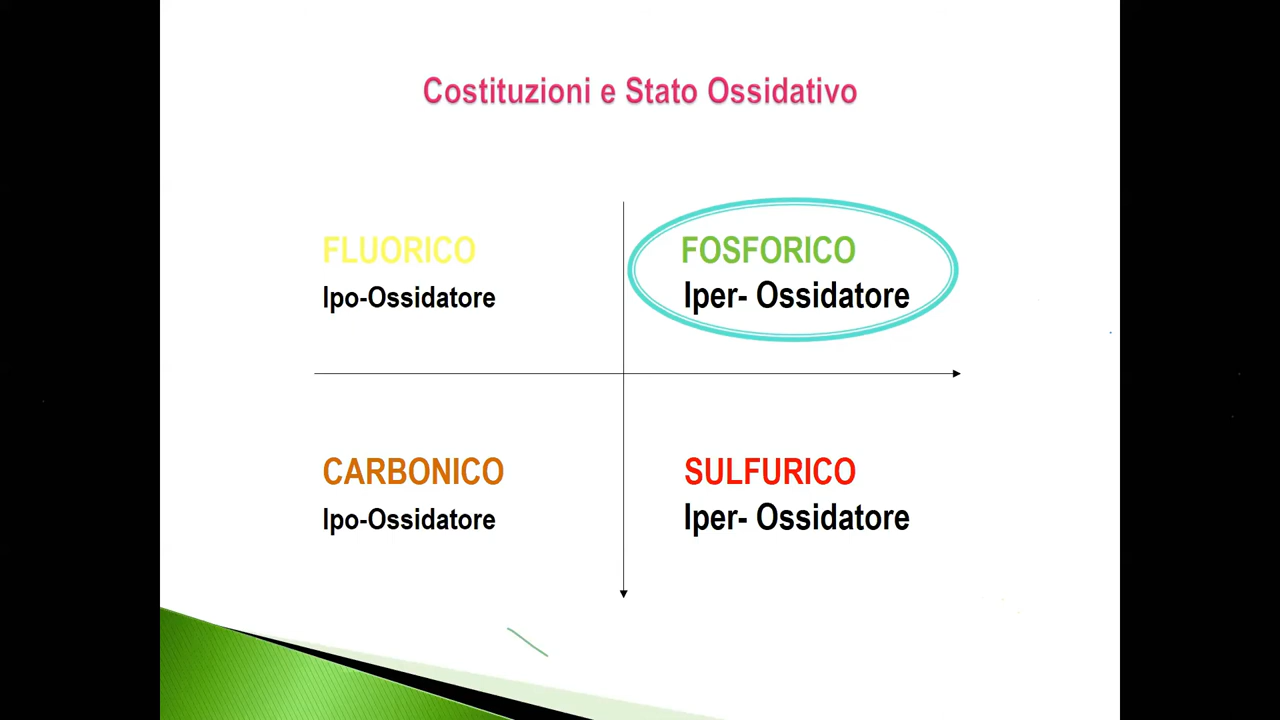 Costituzioni e Stato Ossidativo
FLUORICO
Ipo-Ossidatore
FOSFORICO
Iper- Ossidatore
CARBONICO
Ipo-Ossidatore
SULFURICO
Iper- Ossidatore